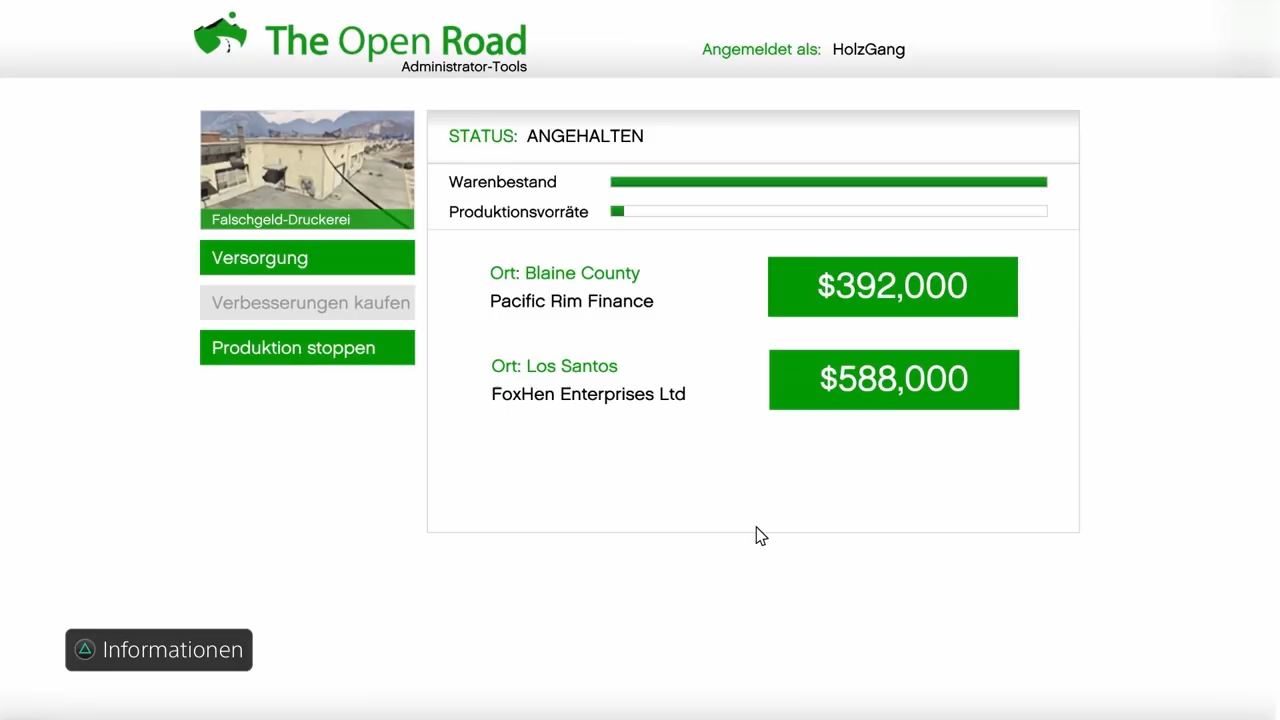 The Open Road
Administrator-Tools
Angemeldet als: HolzGang
Falschgeld-Druckerei
Versorgung
Verbesserungen kaufen
Produktion stoppen
STATUS: ANGEHALTEN
Warenbestand
Produktionsvorräte
Ort: Blaine County
Pacific Rim Finance
$392,000
Ort: Los Santos
FoxHen Enterprises Ltd
$588,000
Informationen